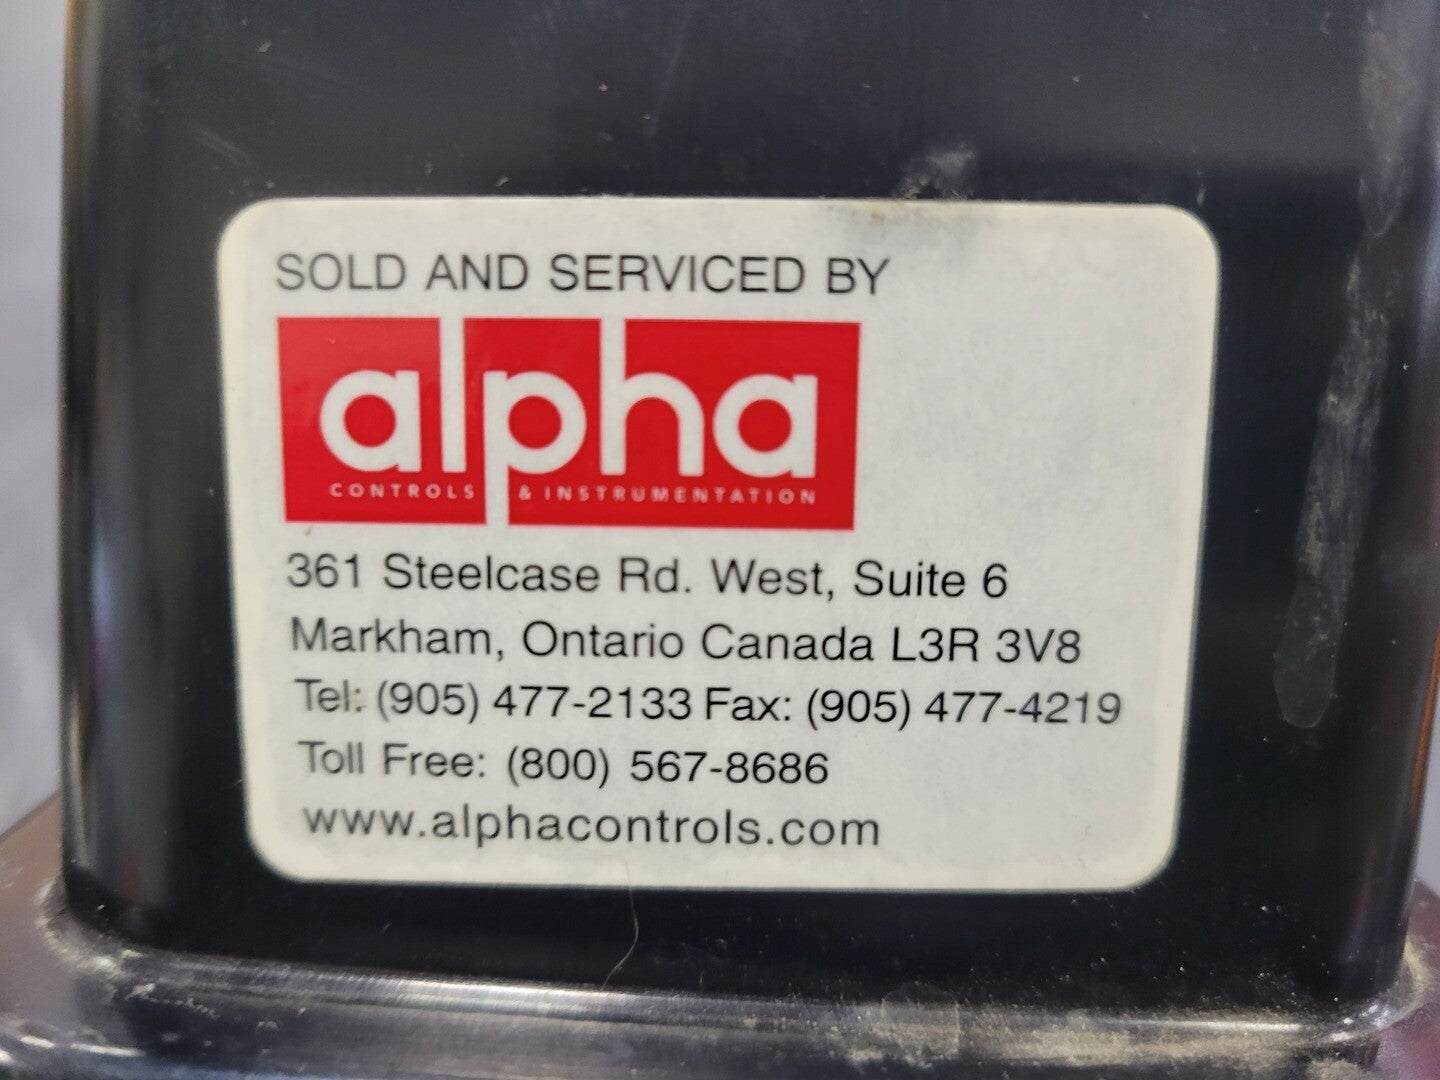 SOLD AND SERVICED BY
alpha
CONTROLS & INSTRUMENTATION
361 Steelcase Rd. West, Suite 6
Markham, Ontario Canada L3R 3V8
Tel: (905) 477-2133 Fax: (905) 477-4219
Toll Free: (800) 567-8686
www.alphacontrols.com